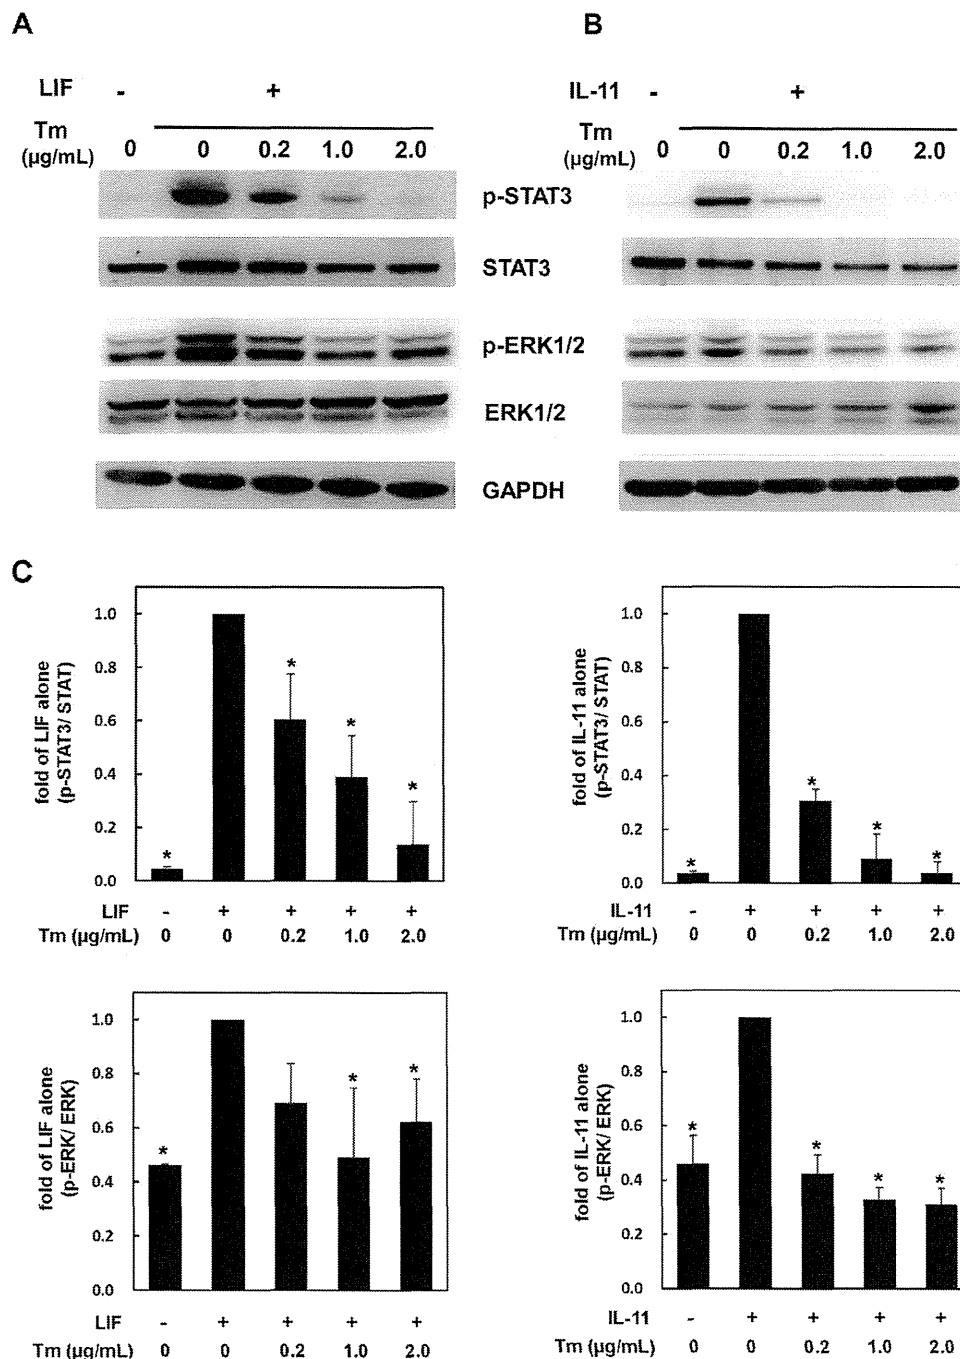 A
B
LIF - +
Tm
(µg/mL) 0 0 0.2 1.0 2.0
IL-11 - +
Tm
(µg/mL) 0 0 0.2 1.0 2.0
p-STAT3
STAT3
p-ERK1/2
ERK1/2
GAPDH
C
fold of LIF alone
(p-STAT3/ STAT)
1.0
0.8
0.6
0.4
0.2
0.0
* * * *
LIF - + + + +
Tm (µg/mL) 0 0 0.2 1.0 2.0
fold of IL-11 alone
(p-STAT3/ STAT)
1.0
0.8
0.6
0.4
0.2
0.0
* * * *
IL-11 - + + + +
Tm (µg/mL) 0 0 0.2 1.0 2.0
fold of LIF alone
(p-ERK/ ERK)
1.0
0.8
0.6
0.4
0.2
0.0
* * *
LIF - + + + +
Tm (µg/mL) 0 0 0.2 1.0 2.0
fold of IL-11 alone
(p-ERK/ ERK)
1.0
0.8
0.6
0.4
0.2
0.0
* * * *
IL-11 - + + + +
Tm (µg/mL) 0 0 0.2 1.0 2.0